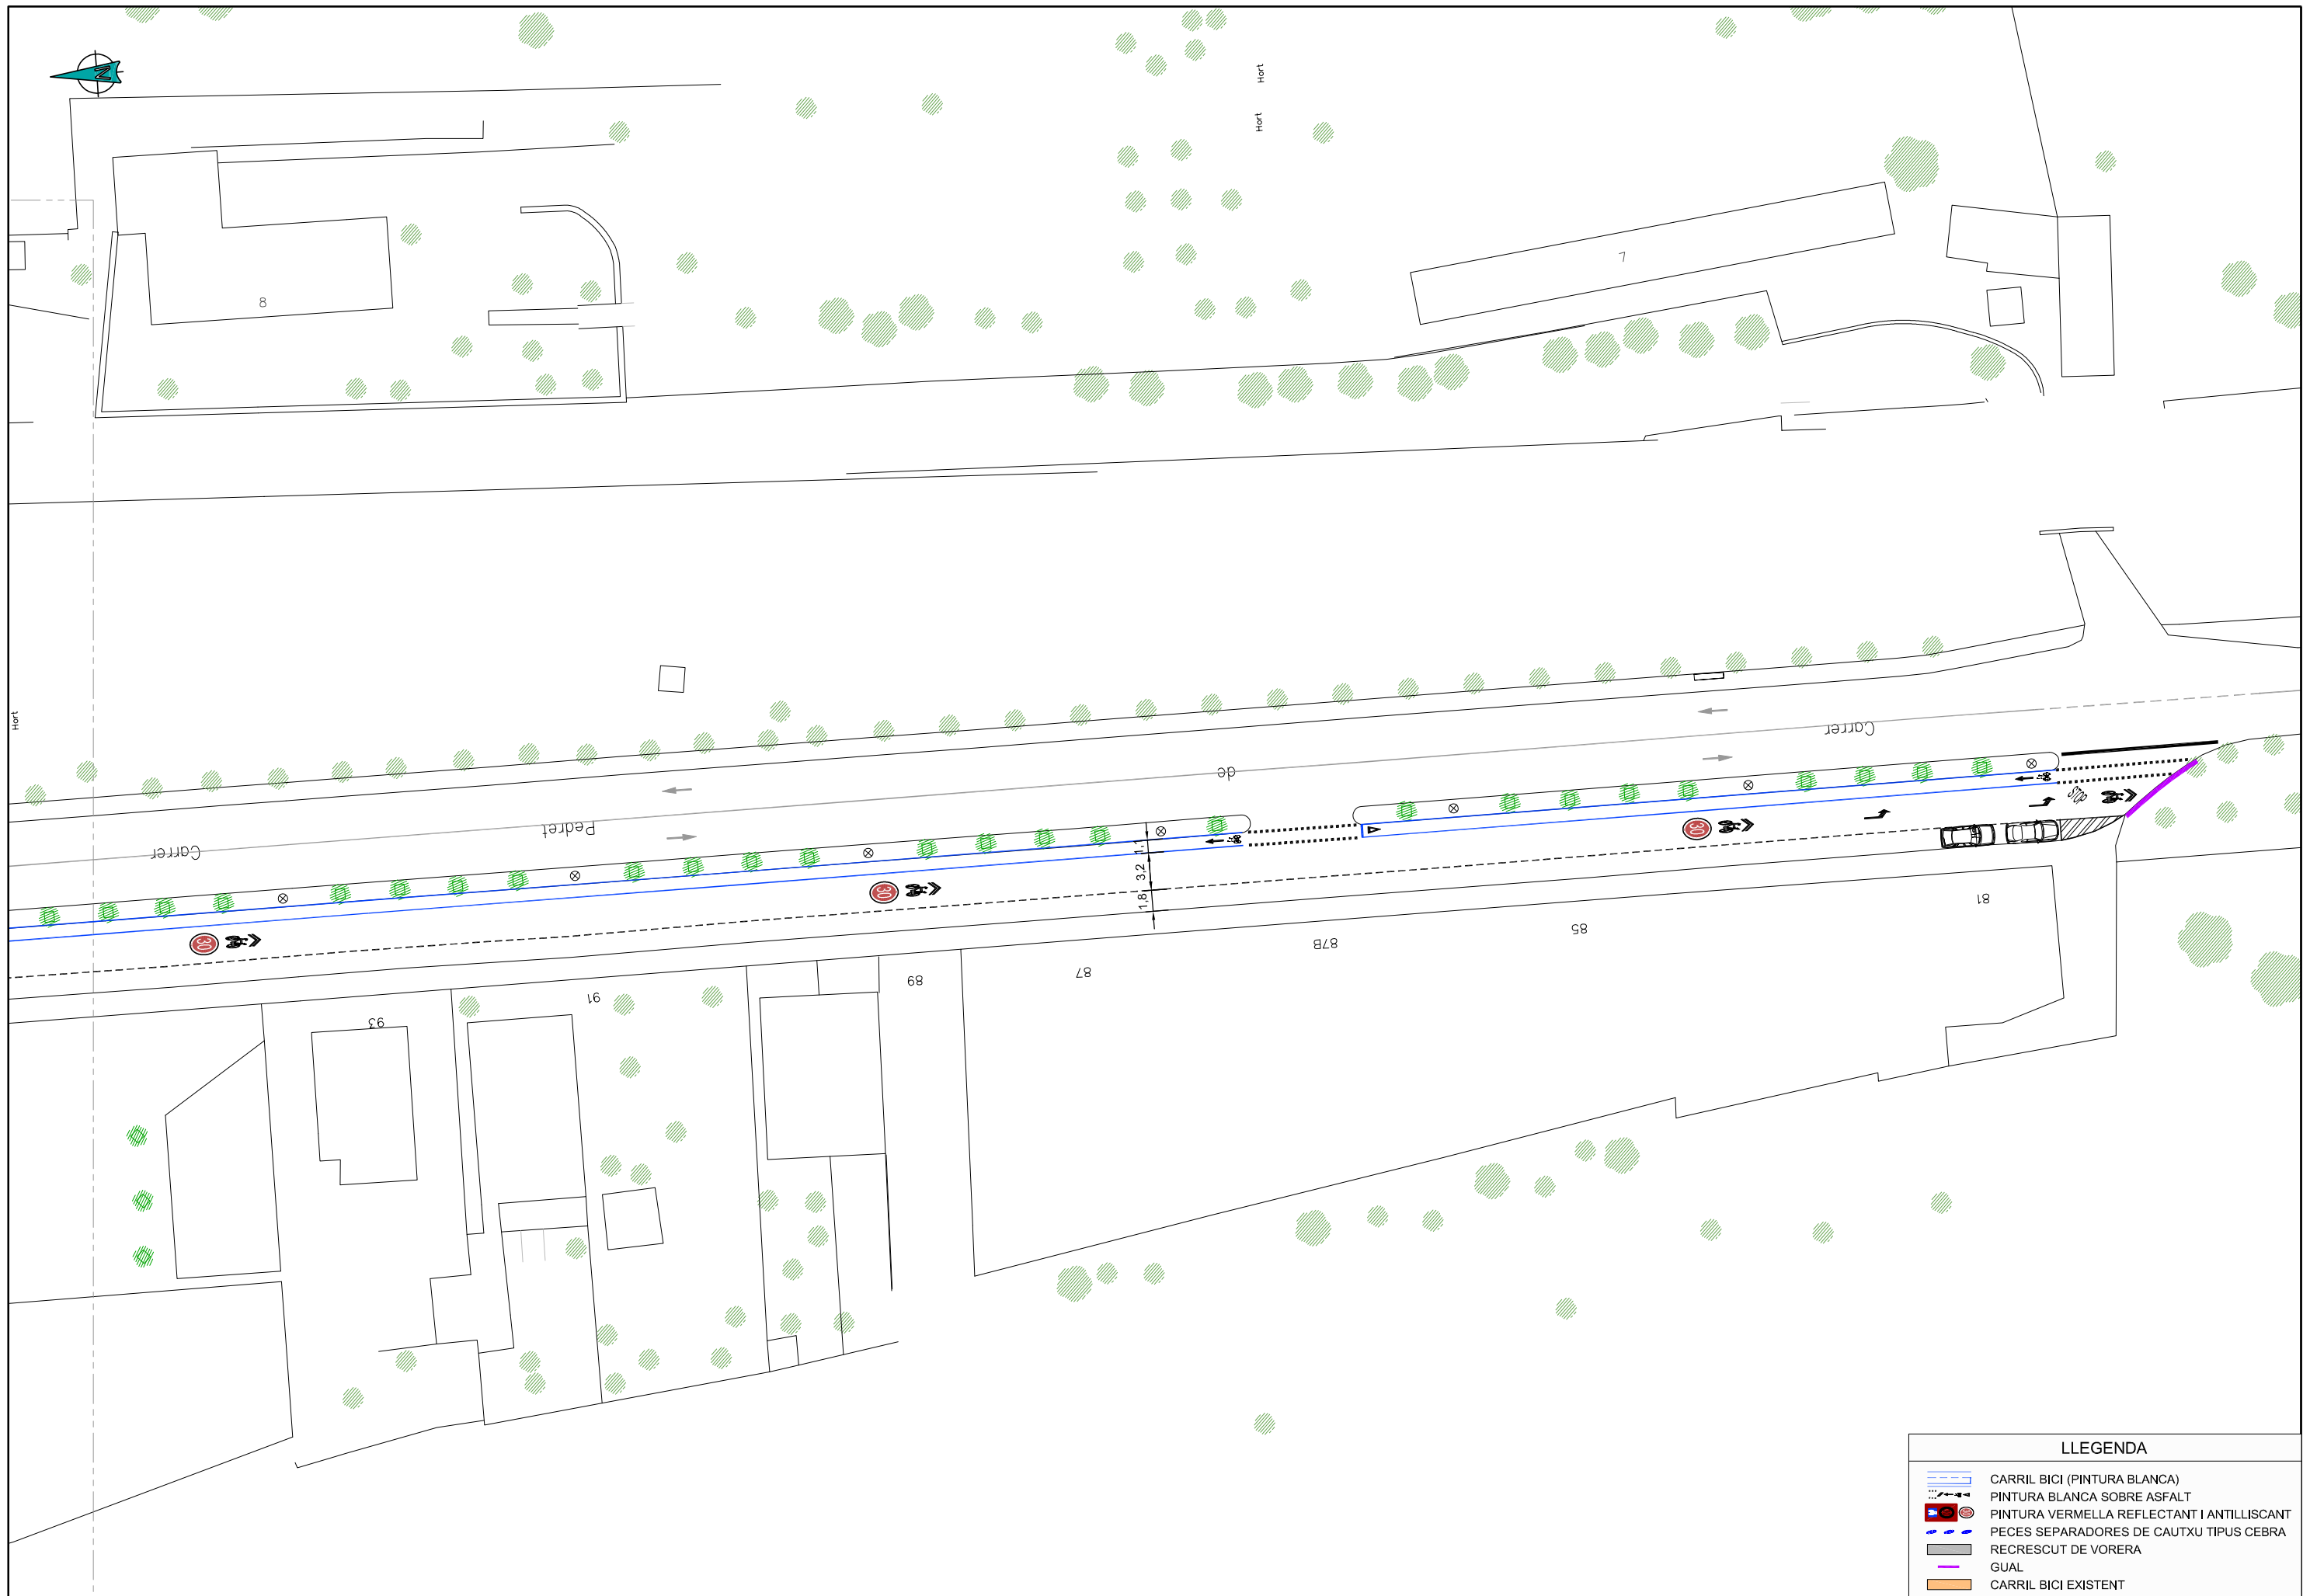 N
Hort
Hort
8
7
Hort
Carrer
de
Pedret
Carrer
STOP
30
30
30
1,1
3,2
1,8
81
85
87B
87
89
91
93
LLEGENDA
CARRIL BICI (PINTURA BLANCA)
PINTURA BLANCA SOBRE ASFALT
PINTURA VERMELLA REFLECTANT I ANTILLISCANT
PECES SEPARADORES DE CAUTXU TIPUS CEBRA
RECRESCUT DE VORERA
GUAL
CARRIL BICI EXISTENT